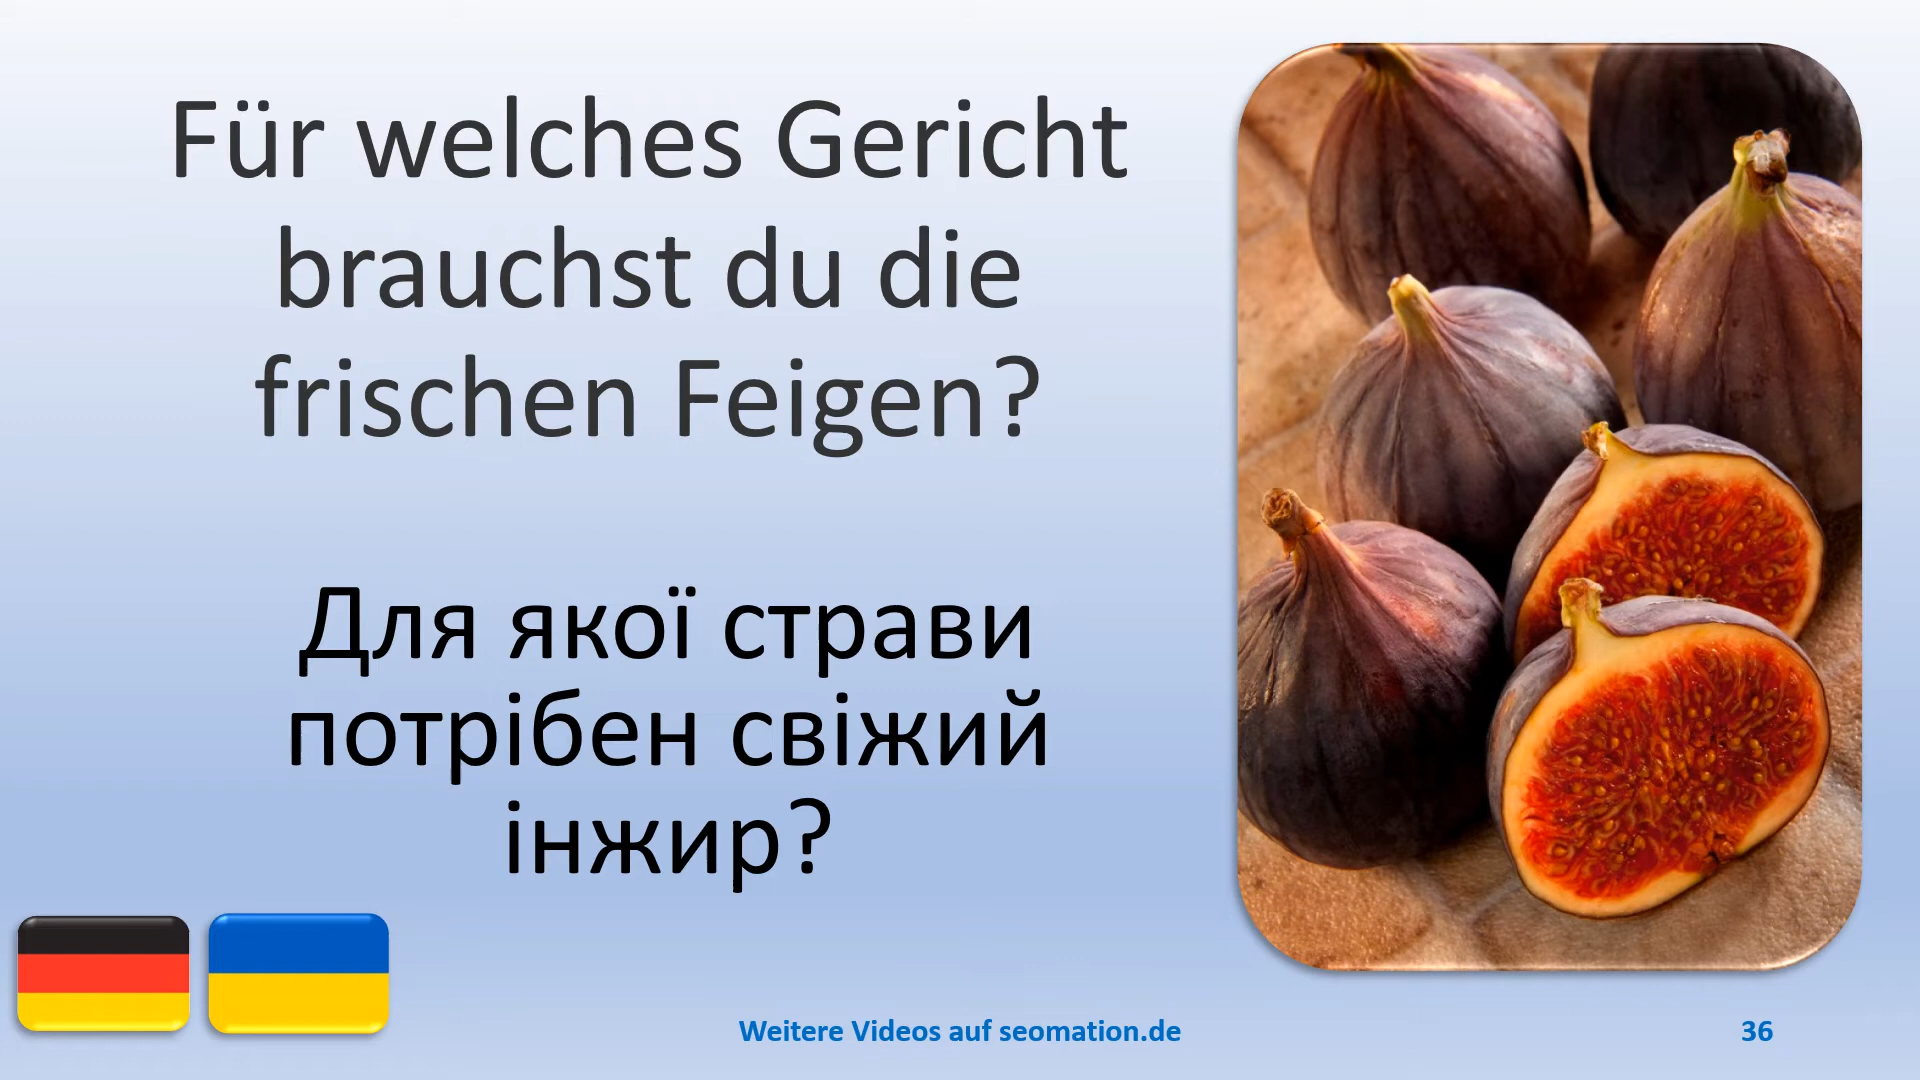 Für welches Gericht
brauchst du die
frischen Feigen?
Для якої страви
потрібен свіжий
інжир?
Weitere Videos auf seomation.de
36